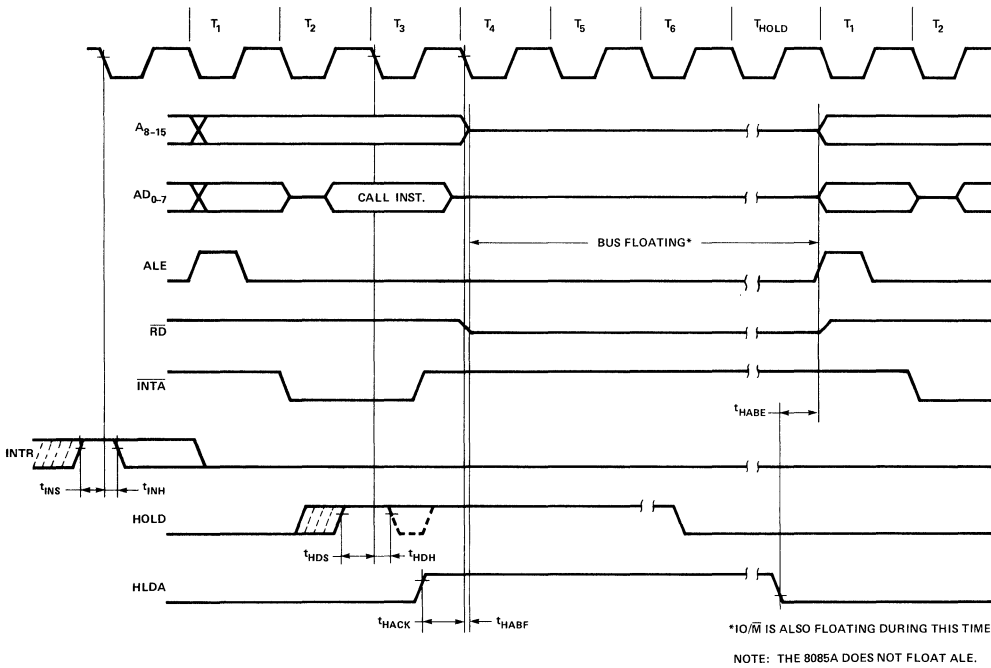 T1 T2 T3 T4 T5 T6 THOLD T1 T2
A8–15
AD0–7
CALL INST.
BUS FLOATING*
ALE
R̅D̅
I̅N̅T̅A̅
tHABE
INTR
tINS
tINH
HOLD
tHDS
tHDH
HLDA
tHACK
tHABF
*IO/M̅ IS ALSO FLOATING DURING THIS TIME
NOTE: THE 8085A DOES NOT FLOAT ALE.